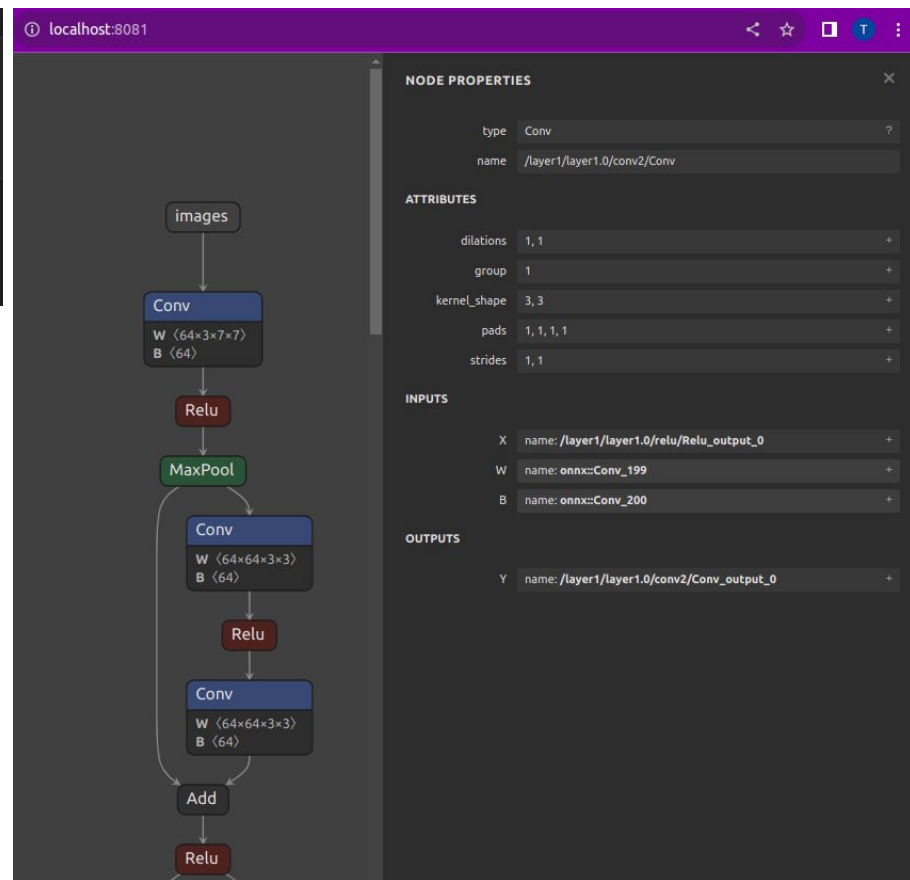 localhost:8081
T
images
Conv
W ⟨64×3×7×7⟩
B ⟨64⟩
Relu
MaxPool
Conv
W ⟨64×64×3×3⟩
B ⟨64⟩
Relu
Conv
W ⟨64×64×3×3⟩
B ⟨64⟩
Add
Relu
NODE PROPERTIES ×
type Conv ?
name /layer1/layer1.0/conv2/Conv
ATTRIBUTES
dilations 1, 1 +
group 1 +
kernel_shape 3, 3 +
pads 1, 1, 1, 1 +
strides 1, 1 +
INPUTS
X name: /layer1/layer1.0/relu/Relu_output_0 +
W name: onnx::Conv_199 +
B name: onnx::Conv_200 +
OUTPUTS
Y name: /layer1/layer1.0/conv2/Conv_output_0 +